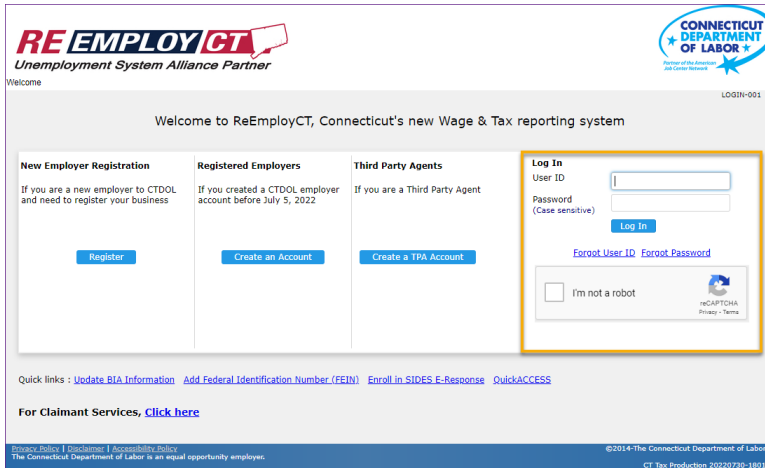 RE EMPLOY CT
Unemployment System Alliance Partner
CONNECTICUT
DEPARTMENT
OF LABOR
Partner of the American
Job Center Network
Welcome
LOGIN-001
Welcome to ReEmployCT, Connecticut's new Wage & Tax reporting system
New Employer Registration
If you are a new employer to CTDOL
and need to register your business
Register
Registered Employers
If you created a CTDOL employer
account before July 5, 2022
Create an Account
Third Party Agents
If you are a Third Party Agent
Create a TPA Account
Log In
User ID
Password
(Case sensitive)
Log In
Forgot User ID Forgot Password
I'm not a robot
reCAPTCHA
Privacy - Terms
Quick links : Update BIA Information Add Federal Identification Number (FEIN) Enroll in SIDES E-Response QuickACCESS
For Claimant Services, Click here
Privacy Policy | Disclaimer | Accessibility Policy
The Connecticut Department of Labor is an equal opportunity employer.
©2014-The Connecticut Department of Labor
CT Tax Production 20220730-1801